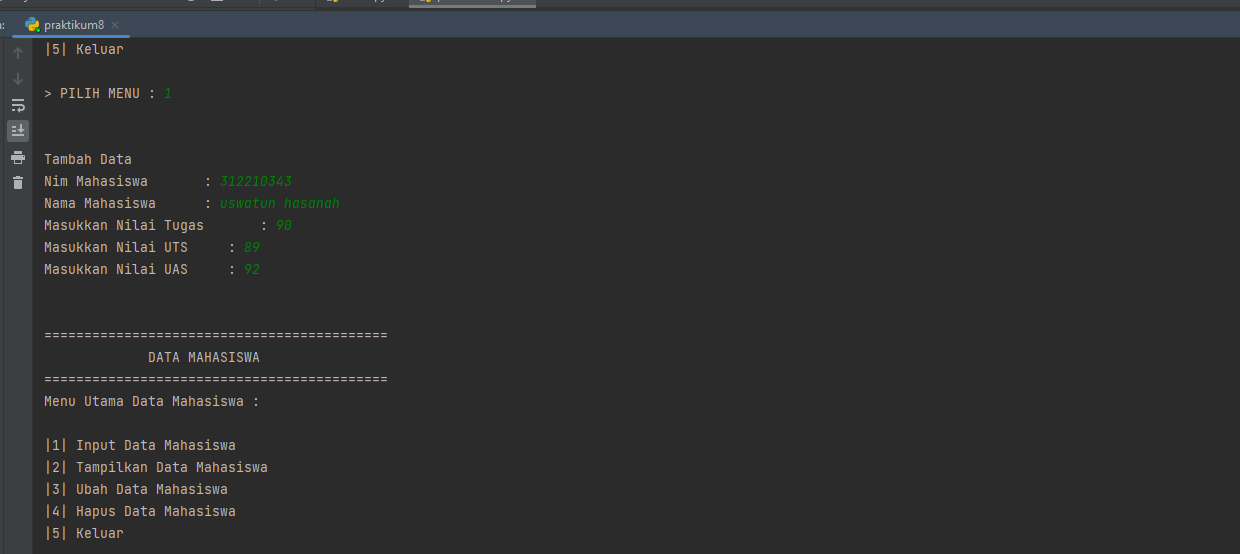 praktikum8
|5| Keluar
> PILIH MENU : 1
Tambah Data
Nim Mahasiswa       : 312210343
Nama Mahasiswa      : uswatun hasanah
Masukkan Nilai Tugas       : 90
Masukkan Nilai UTS     : 89
Masukkan Nilai UAS     : 92
===========================================
DATA MAHASISWA
===========================================
Menu Utama Data Mahasiswa :
|1| Input Data Mahasiswa
|2| Tampilkan Data Mahasiswa
|3| Ubah Data Mahasiswa
|4| Hapus Data Mahasiswa
|5| Keluar